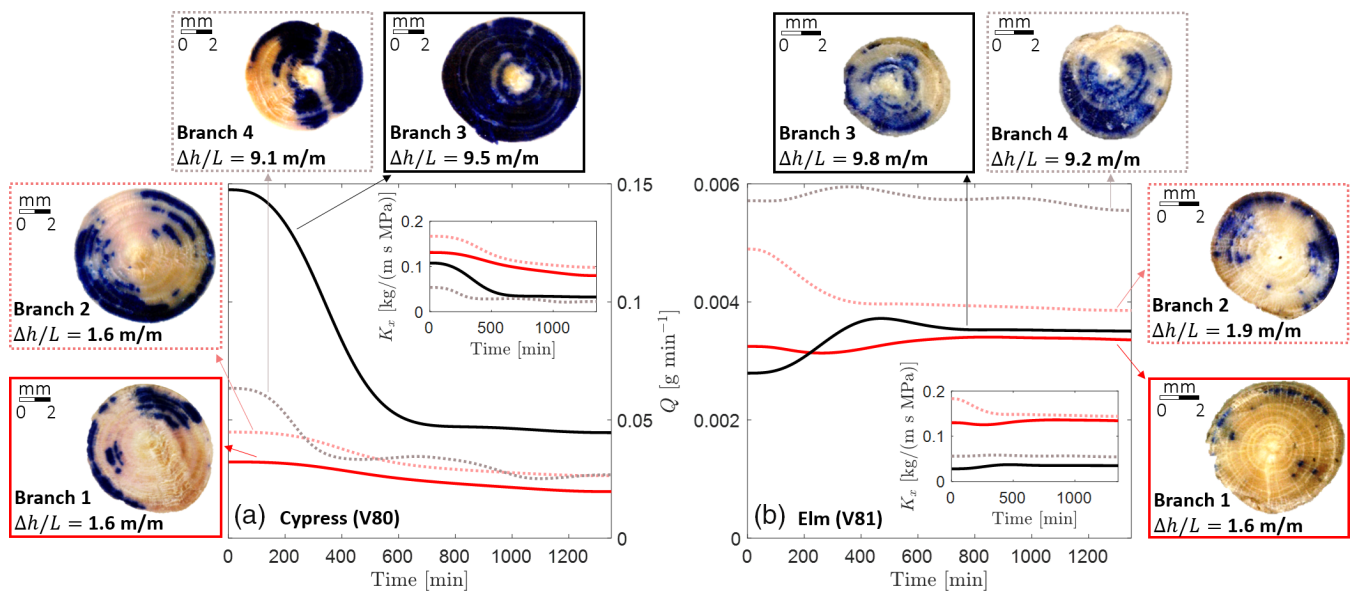 mm
0 2
Branch 4
Δh/L = 9.1 m/m
mm
0 2
Branch 3
Δh/L = 9.5 m/m
mm
0 2
Branch 2
Δh/L = 1.6 m/m
mm
0 2
Branch 1
Δh/L = 1.6 m/m
0.15
0.1
0.05
0
Q [g min⁻¹]
0.2
0.1
0
K_x [kg/(m s MPa)]
0 500 1000
Time [min]
(a) Cypress (V80)
0 200 400 600 800 1000 1200
Time [min]
mm
0 2
Branch 3
Δh/L = 9.8 m/m
mm
0 2
Branch 4
Δh/L = 9.2 m/m
mm
0 2
Branch 2
Δh/L = 1.9 m/m
mm
0 2
Branch 1
Δh/L = 1.6 m/m
0.006
0.004
0.002
0
0.2
0.1
0
K_x [kg/(m s MPa)]
0 500 1000
Time [min]
(b) Elm (V81)
0 200 400 600 800 1000 1200
Time [min]